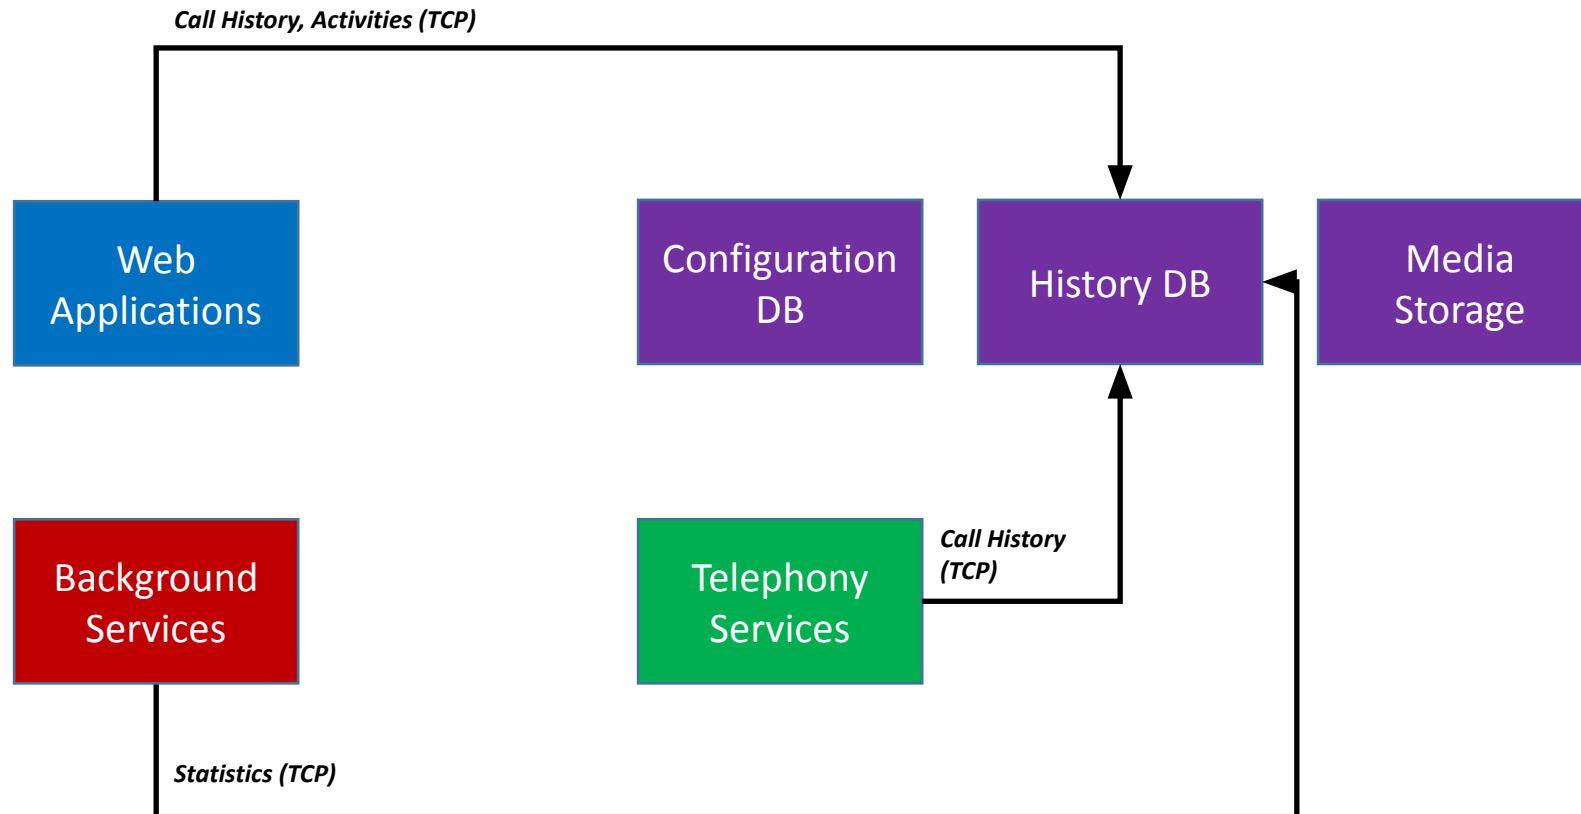 Call History, Activities (TCP)
Web
Applications
Configuration
DB
History DB
Media
Storage
Background
Services
Telephony
Services
Call History
(TCP)
Statistics (TCP)